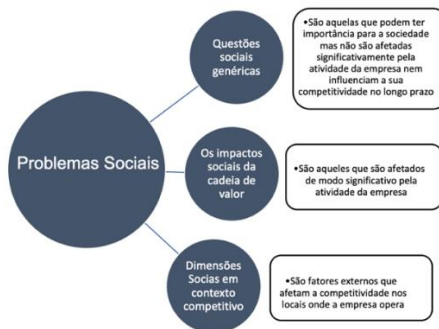 Problemas Sociais
Questões
sociais
genéricas
•São aquelas que podem ter
importância para a sociedade
mas não são afetadas
significativamente pela
atividade da empresa nem
influenciam a sua
competitividade no longo prazo
Os impactos
sociais da
cadeia de
valor
•São aqueles que são afetados
de modo significativo pela
atividade da empresa
Dimensões
Socias em
contexto
competitivo
•São fatores externos que
afetam a competitividade nos
locais onde a empresa opera